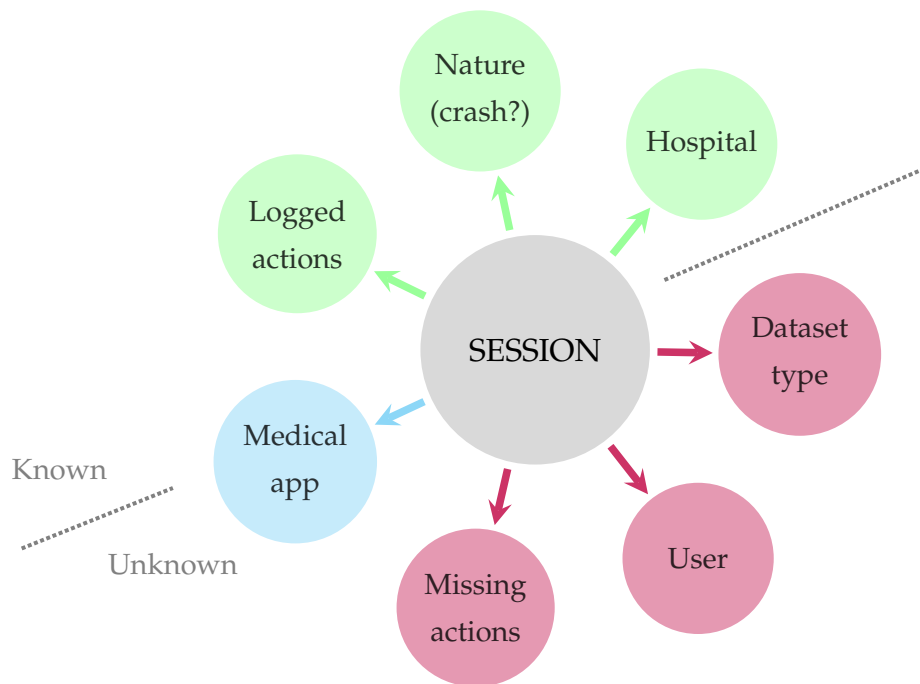 Nature
(crash?)
Hospital
Logged
actions
SESSION
Dataset
type
Medical
app
Known
Unknown
User
Missing
actions